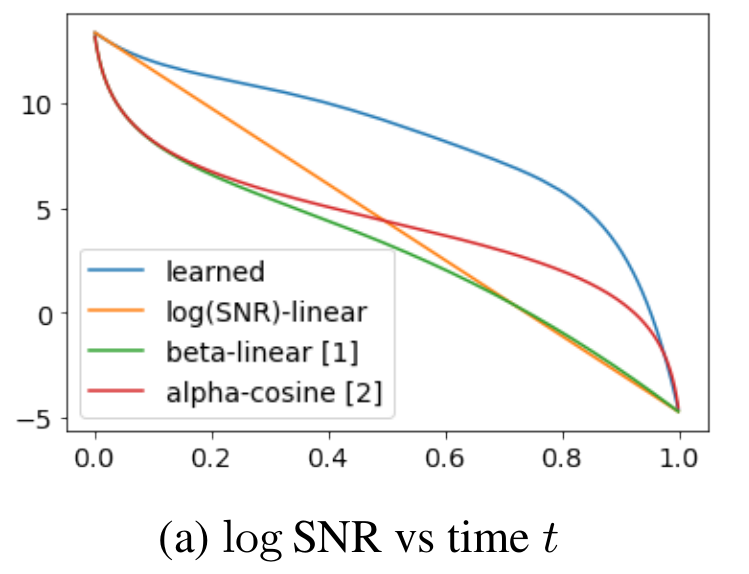 10
5
0
−5
learned
log(SNR)-linear
beta-linear [1]
alpha-cosine [2]
0.0 0.2 0.4 0.6 0.8 1.0
(a) log SNR vs time t